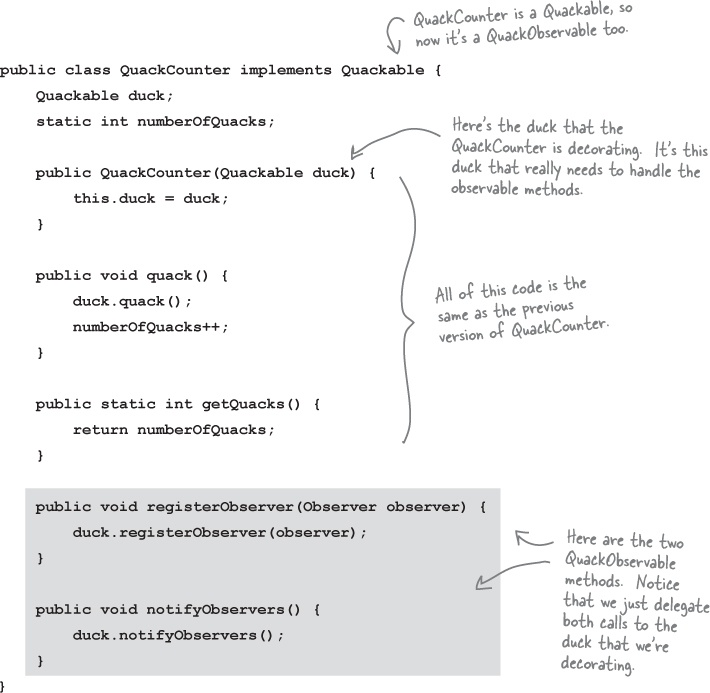 QuackCounter is a Quackable, so
now it's a QuackObservable too.
public class QuackCounter implements Quackable {
Quackable duck;
static int numberOfQuacks;
Here's the duck that the
QuackCounter is decorating. It's this
duck that really needs to handle the
observable methods.
public QuackCounter(Quackable duck) {
this.duck = duck;
}
public void quack() {
duck.quack();
numberOfQuacks++;
}
All of this code is the
same as the previous
version of QuackCounter.
public static int getQuacks() {
return numberOfQuacks;
}
public void registerObserver(Observer observer) {
duck.registerObserver(observer);
}
public void notifyObservers() {
duck.notifyObservers();
}
Here are the two
QuackObservable
methods. Notice
that we just delegate
both calls to the
duck that we're
decorating.
}